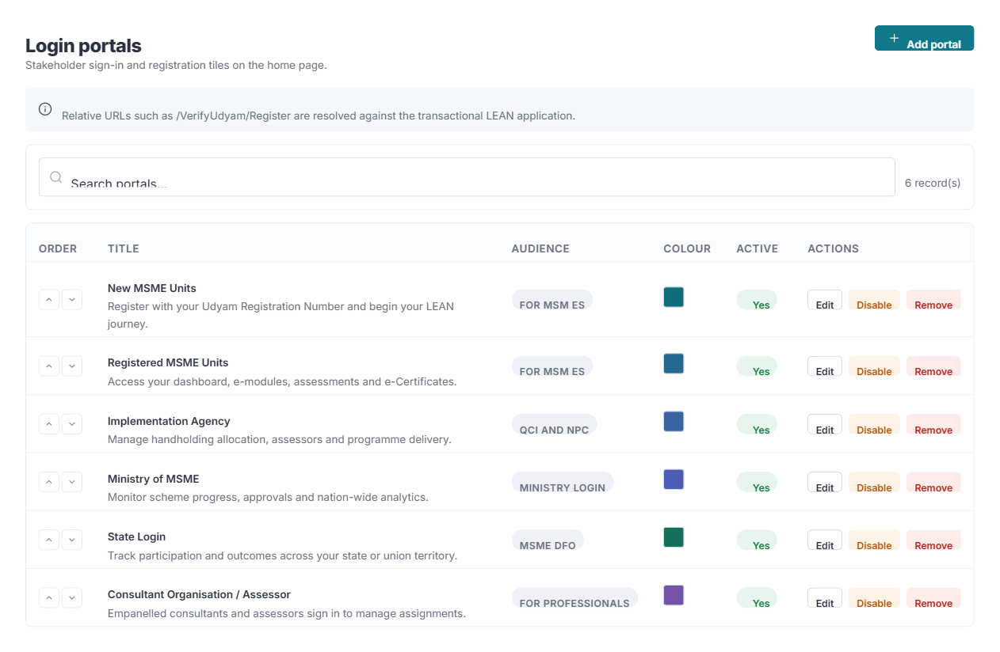 Login portals
Add portal
Stakeholder sign-in and registration tiles on the home page.
Relative URLs such as /VerifyUdyam/Register are resolved against the transactional LEAN application.
Search portals...
6 record(s)
ORDER TITLE AUDIENCE COLOUR ACTIVE ACTIONS
New MSME Units
Register with your Udyam Registration Number and begin your LEAN
journey.
FOR MSM ES Yes Edit Disable Remove
Registered MSME Units
Access your dashboard, e-modules, assessments and e-Certificates.
FOR MSM ES Yes Edit Disable Remove
Implementation Agency
Manage handholding allocation, assessors and programme delivery.
QCI AND NPC Yes Edit Disable Remove
Ministry of MSME
Monitor scheme progress, approvals and nation-wide analytics.
MINISTRY LOGIN Yes Edit Disable Remove
State Login
Track participation and outcomes across your state or union territory.
MSME DFO Yes Edit Disable Remove
Consultant Organisation / Assessor
Empanelled consultants and assessors sign in to manage assignments.
FOR PROFESSIONALS Yes Edit Disable Remove